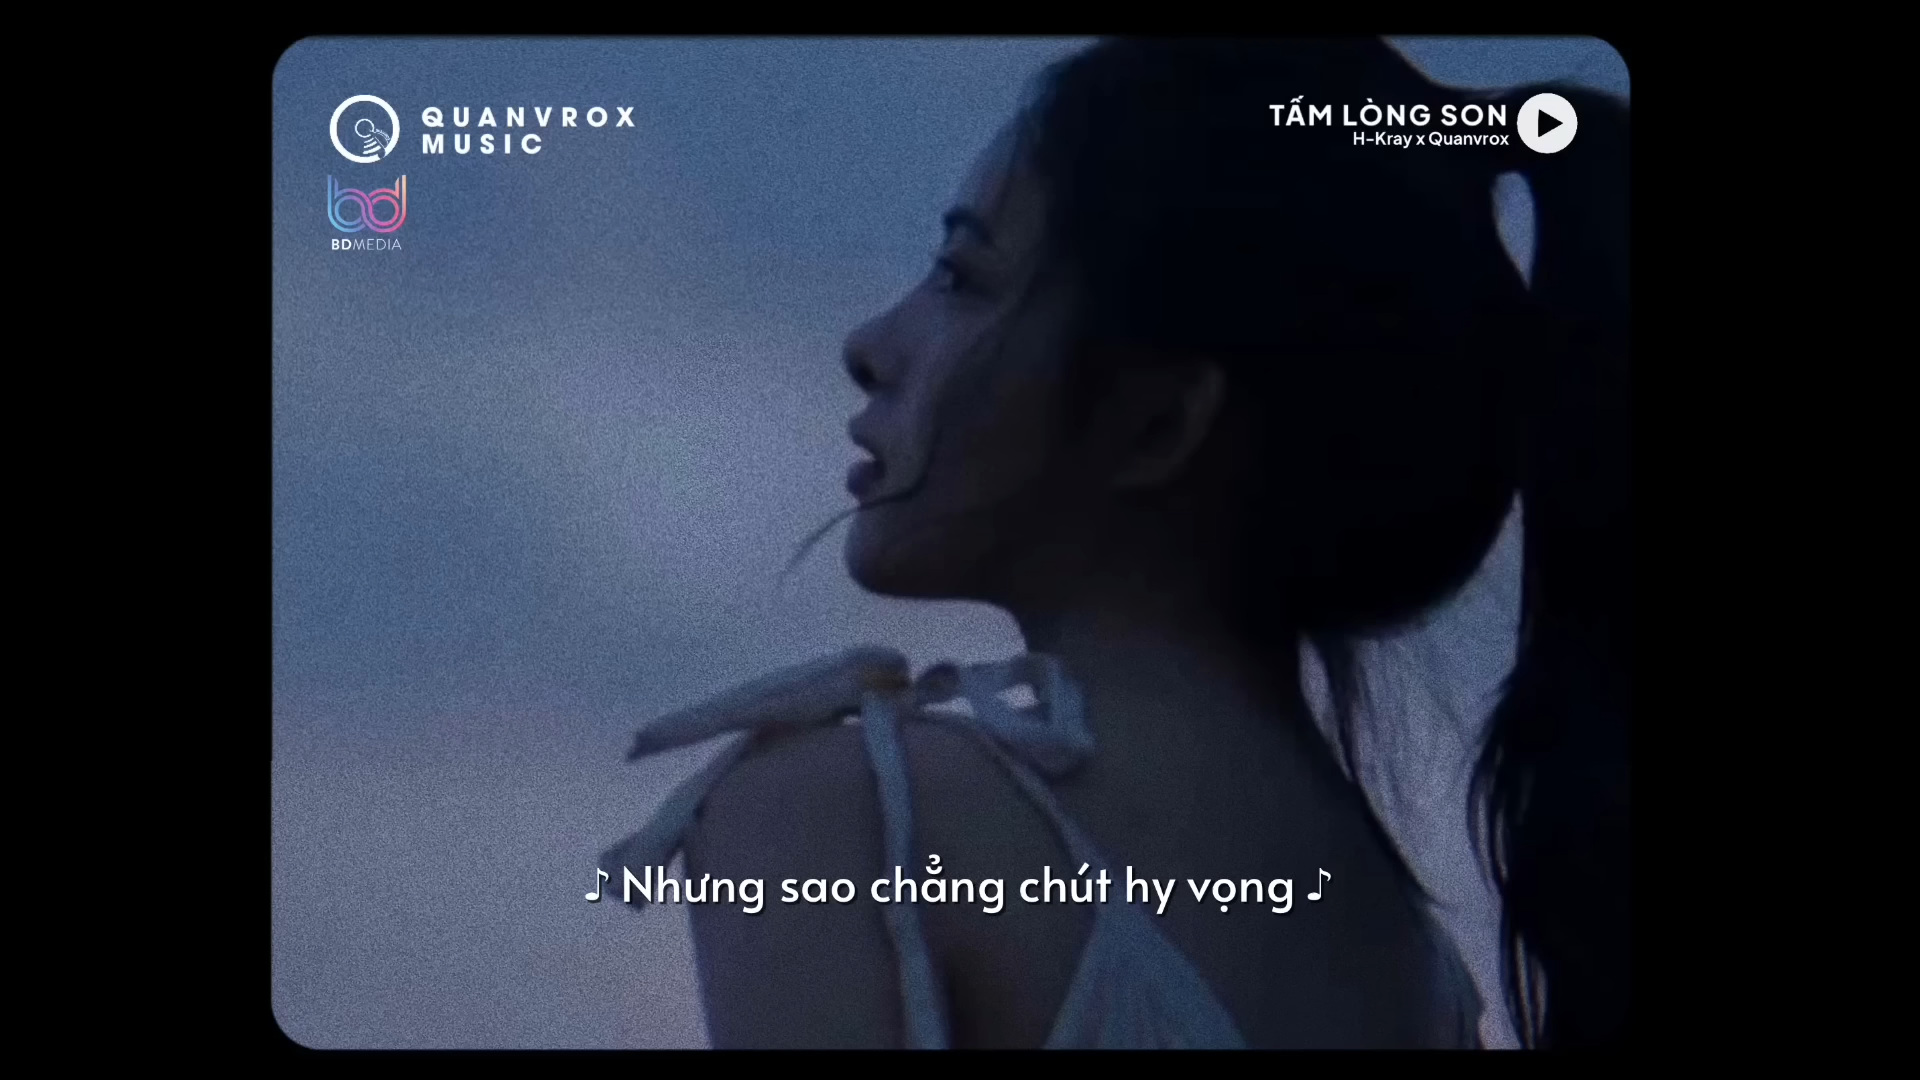 QUANVROX
MUSIC
BDMEDIA
TẤM LÒNG SON
H-Kray x Quanvrox
♪ Nhưng sao chẳng chút hy vọng ♪